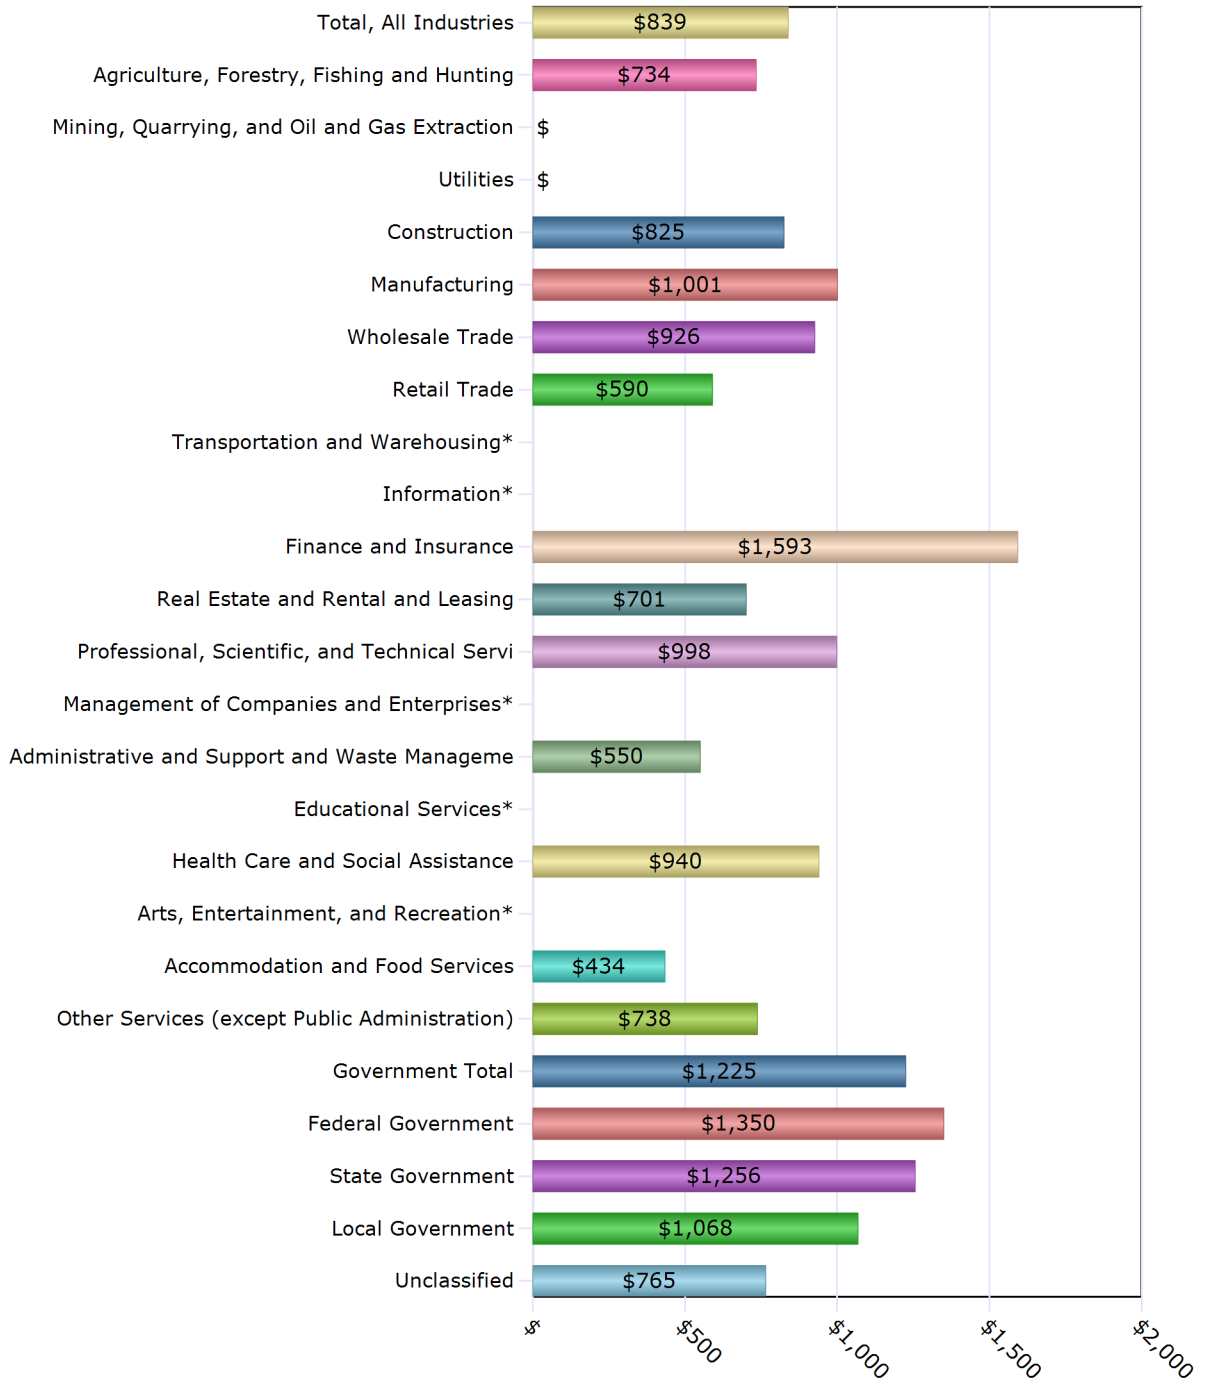 Total, All Industries $839
Agriculture, Forestry, Fishing and Hunting $734
Mining, Quarrying, and Oil and Gas Extraction $
Utilities $
Construction $825
Manufacturing $1,001
Wholesale Trade $926
Retail Trade $590
Transportation and Warehousing*
Information*
Finance and Insurance $1,593
Real Estate and Rental and Leasing $701
Professional, Scientific, and Technical Servi $998
Management of Companies and Enterprises*
Administrative and Support and Waste Manageme $550
Educational Services*
Health Care and Social Assistance $940
Arts, Entertainment, and Recreation*
Accommodation and Food Services $434
Other Services (except Public Administration) $738
Government Total $1,225
Federal Government $1,350
State Government $1,256
Local Government $1,068
Unclassified $765
$ $500 $1,000 $1,500 $2,000